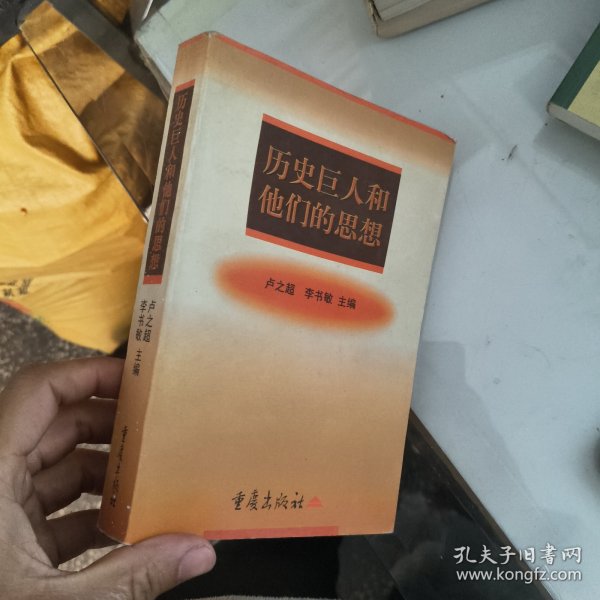 历史巨人和他们的思想
卢之超
李书敏
主编
重庆出版社
历史巨人和
他们的思想
卢之超 李书敏 主编
重庆出版社
孔夫子旧书网
www.kongfz.com